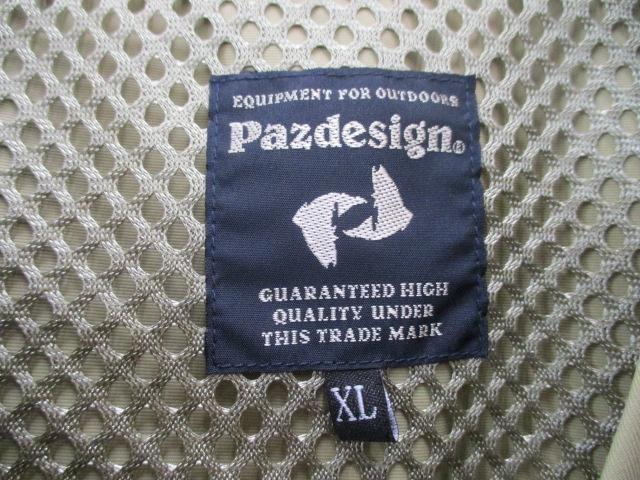 EQUIPMENT FOR OUTDOORS
Pazdesign®
GUARANTEED HIGH
QUALITY UNDER
THIS TRADE MARK
XL